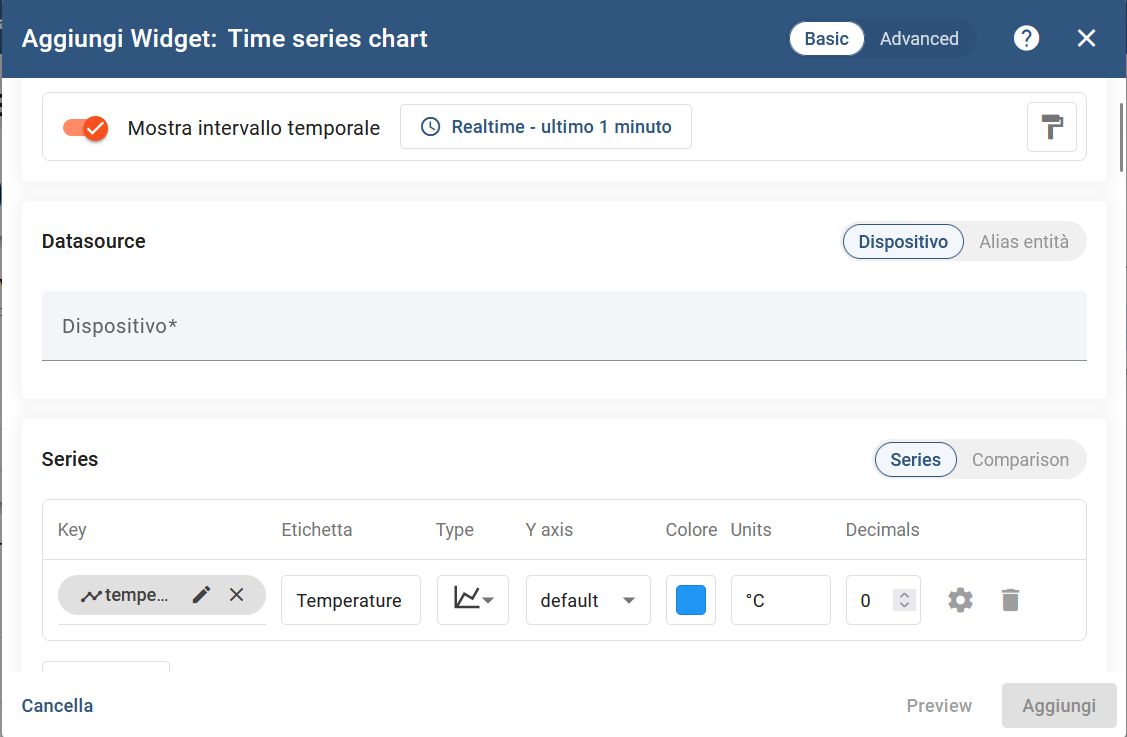 Aggiungi Widget: Time series chart
Basic
Advanced
?
Mostra intervallo temporale
Realtime - ultimo 1 minuto
Datasource
Dispositivo
Alias entità
Dispositivo*
Series
Series
Comparison
Key Etichetta Type Y axis Colore Units Decimals
tempe... Temperature default °C 0
Cancella
Preview
Aggiungi